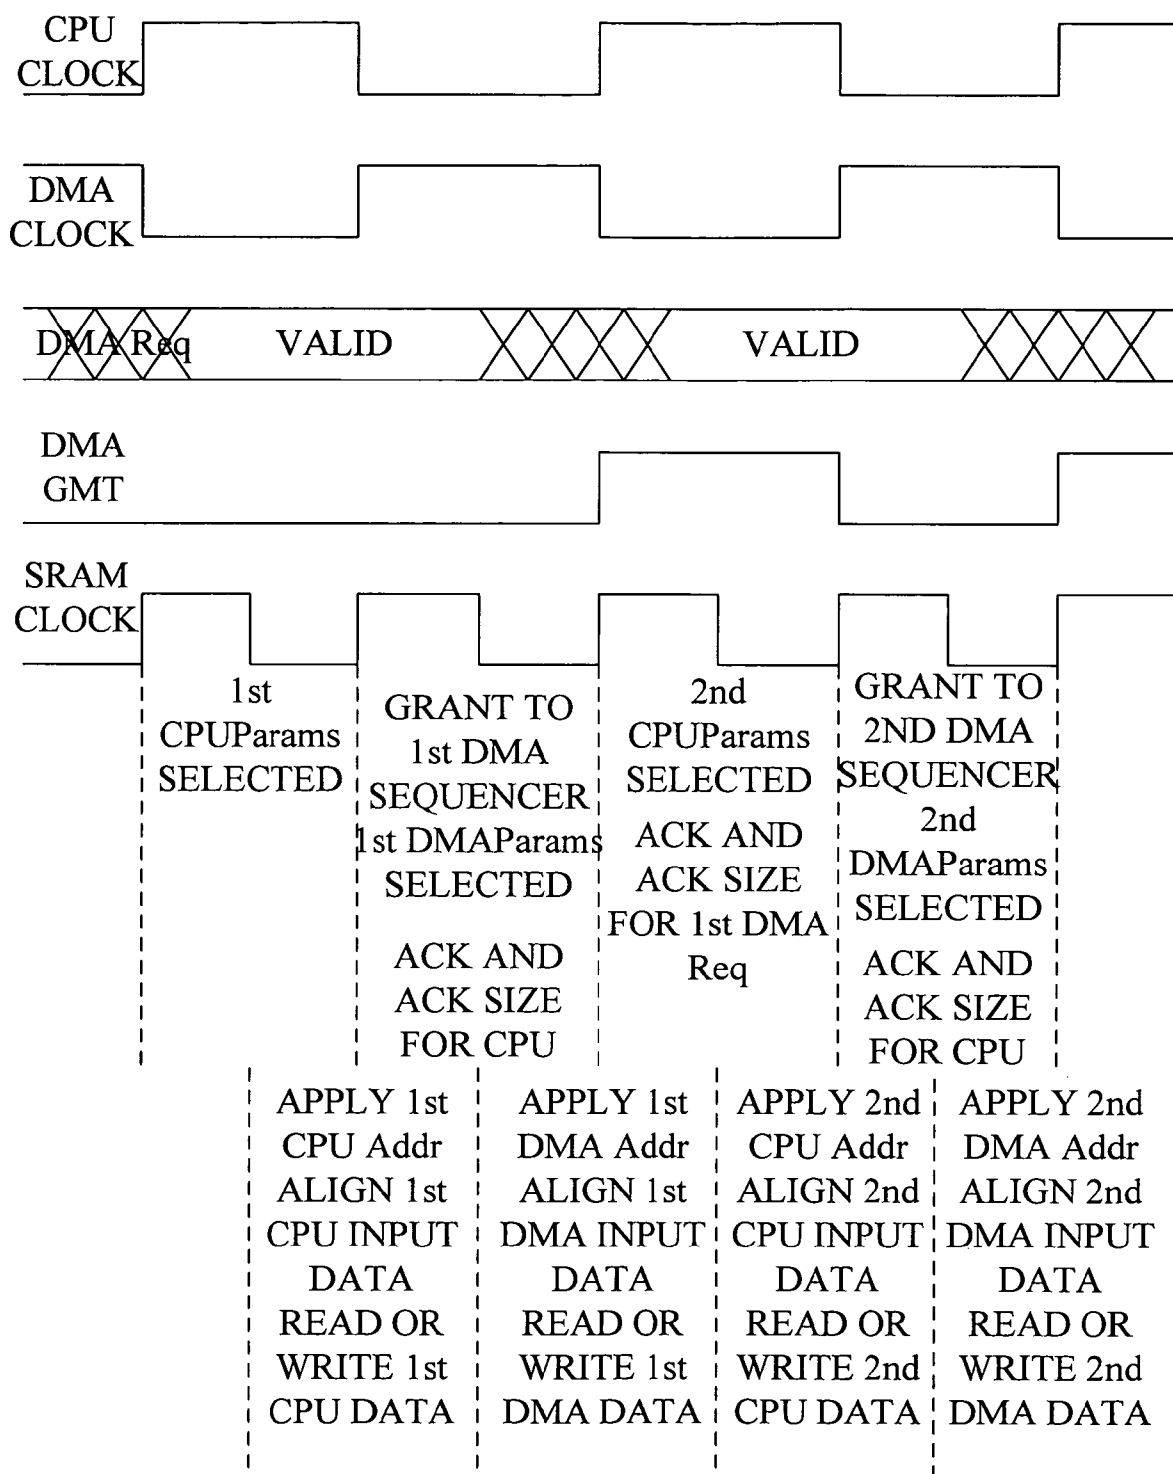 CPU
CLOCK
DMA
CLOCK
DMA Req VALID VALID
DMA
GMT
SRAM
CLOCK
1st
CPUParams
SELECTED
GRANT TO
1st DMA
SEQUENCER
1st DMAParams
SELECTED
ACK AND
ACK SIZE
FOR CPU
2nd
CPUParams
SELECTED
ACK AND
ACK SIZE
FOR 1st DMA
Req
GRANT TO
2ND DMA
SEQUENCER
2nd
DMAParams
SELECTED
ACK AND
ACK SIZE
FOR CPU
APPLY 1st
CPU Addr
ALIGN 1st
CPU INPUT
DATA
READ OR
WRITE 1st
CPU DATA
APPLY 1st
DMA Addr
ALIGN 1st
DMA INPUT
DATA
READ OR
WRITE 1st
DMA DATA
APPLY 2nd
CPU Addr
ALIGN 2nd
CPU INPUT
DATA
READ OR
WRITE 2nd
CPU DATA
APPLY 2nd
DMA Addr
ALIGN 2nd
DMA INPUT
DATA
READ OR
WRITE 2nd
DMA DATA